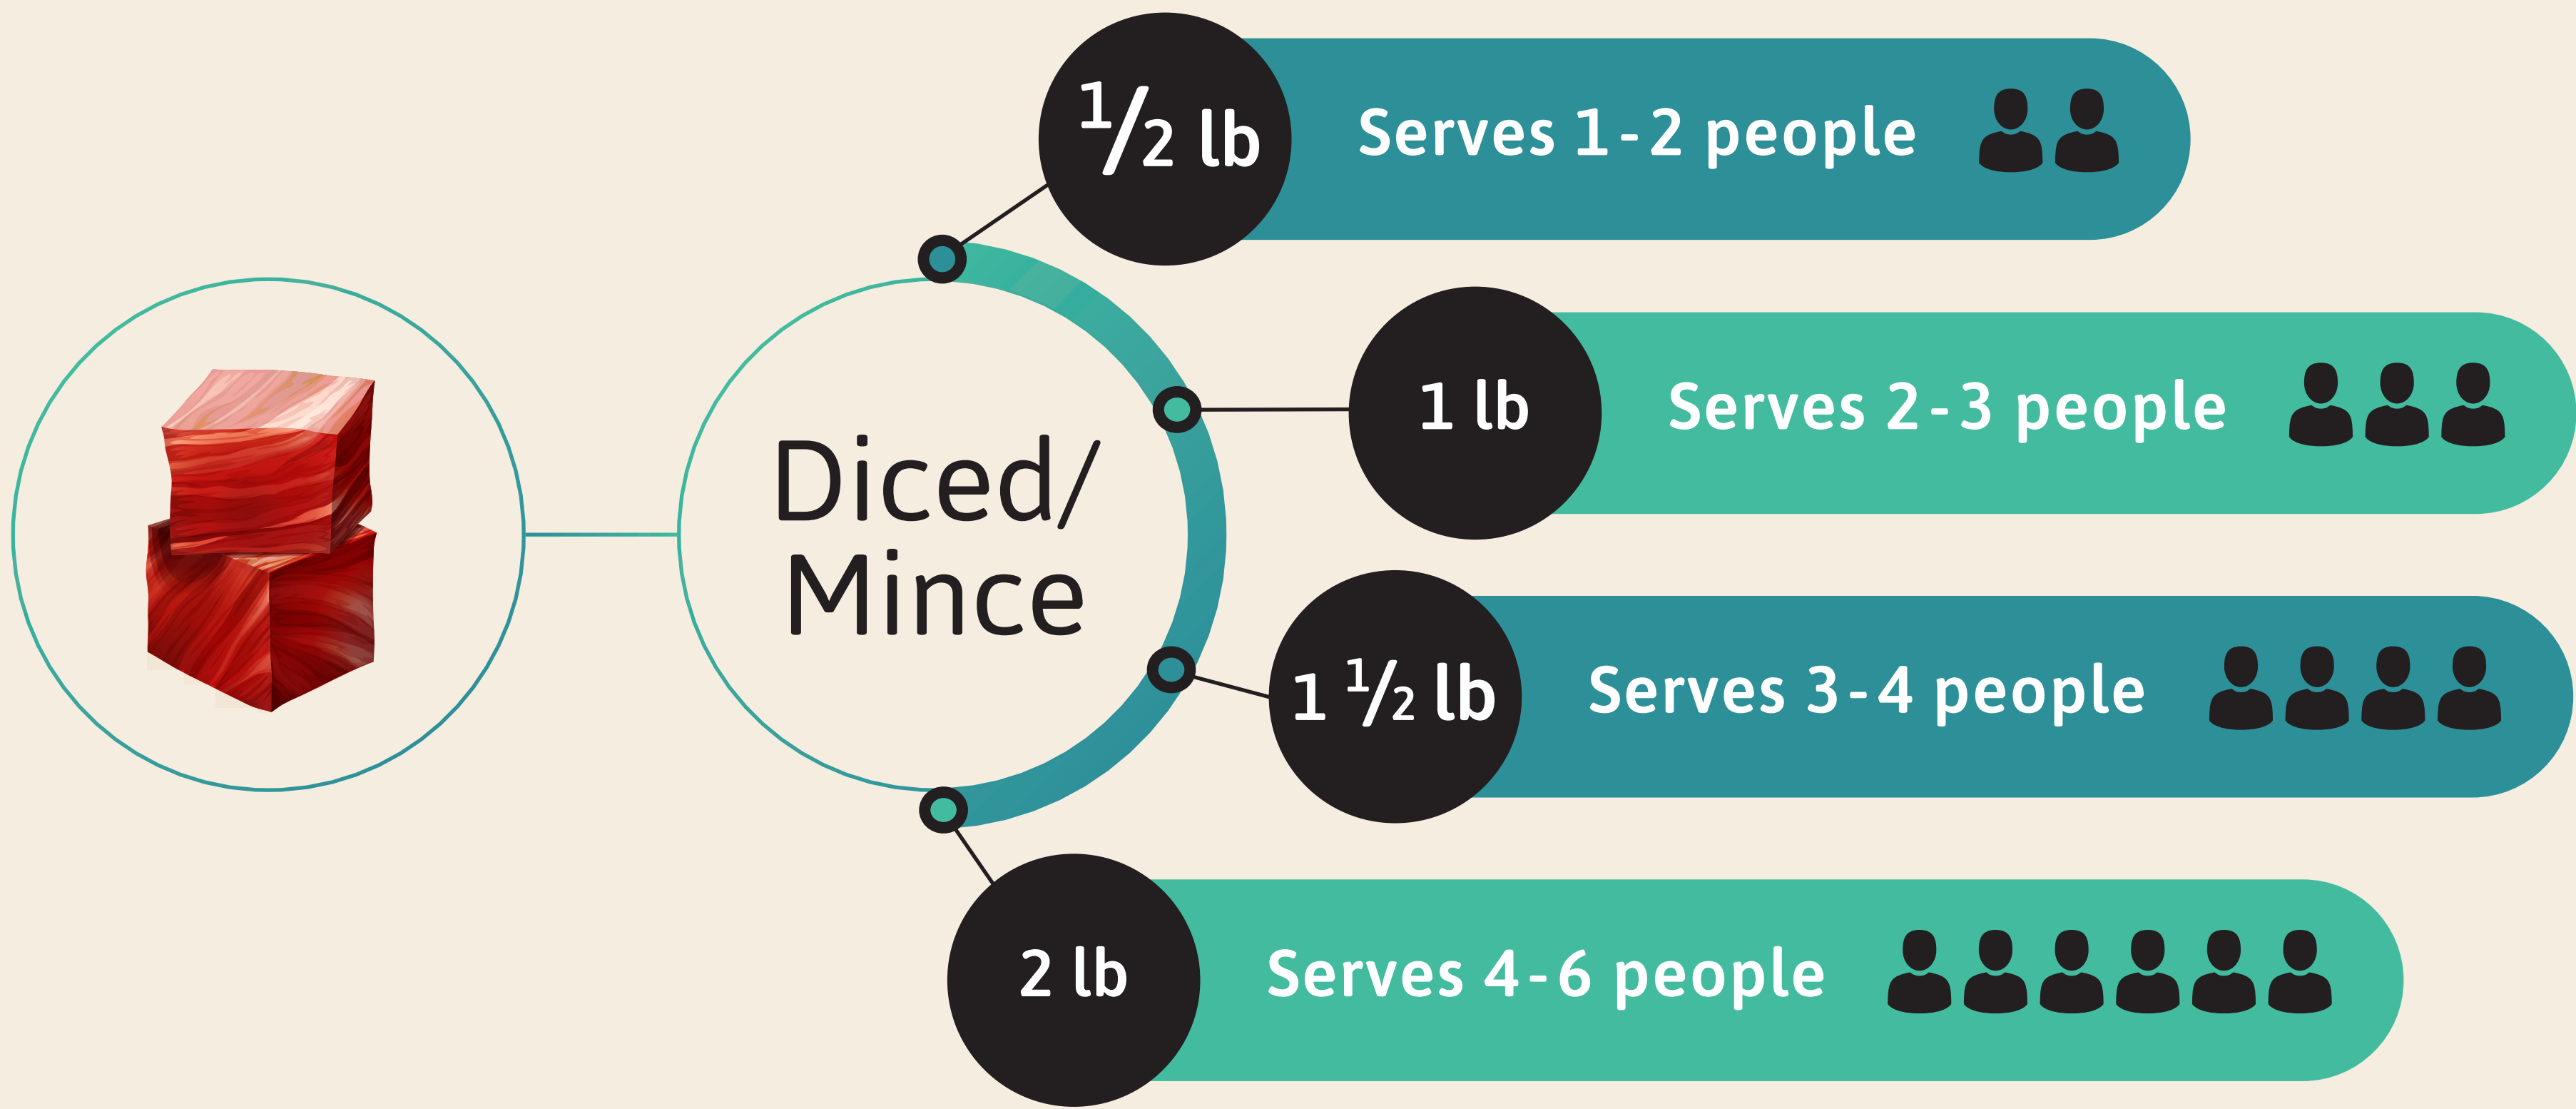 Diced/
Mince
½ lb
Serves 1-2 people
1 lb
Serves 2-3 people
1 ½ lb
Serves 3-4 people
2 lb
Serves 4-6 people